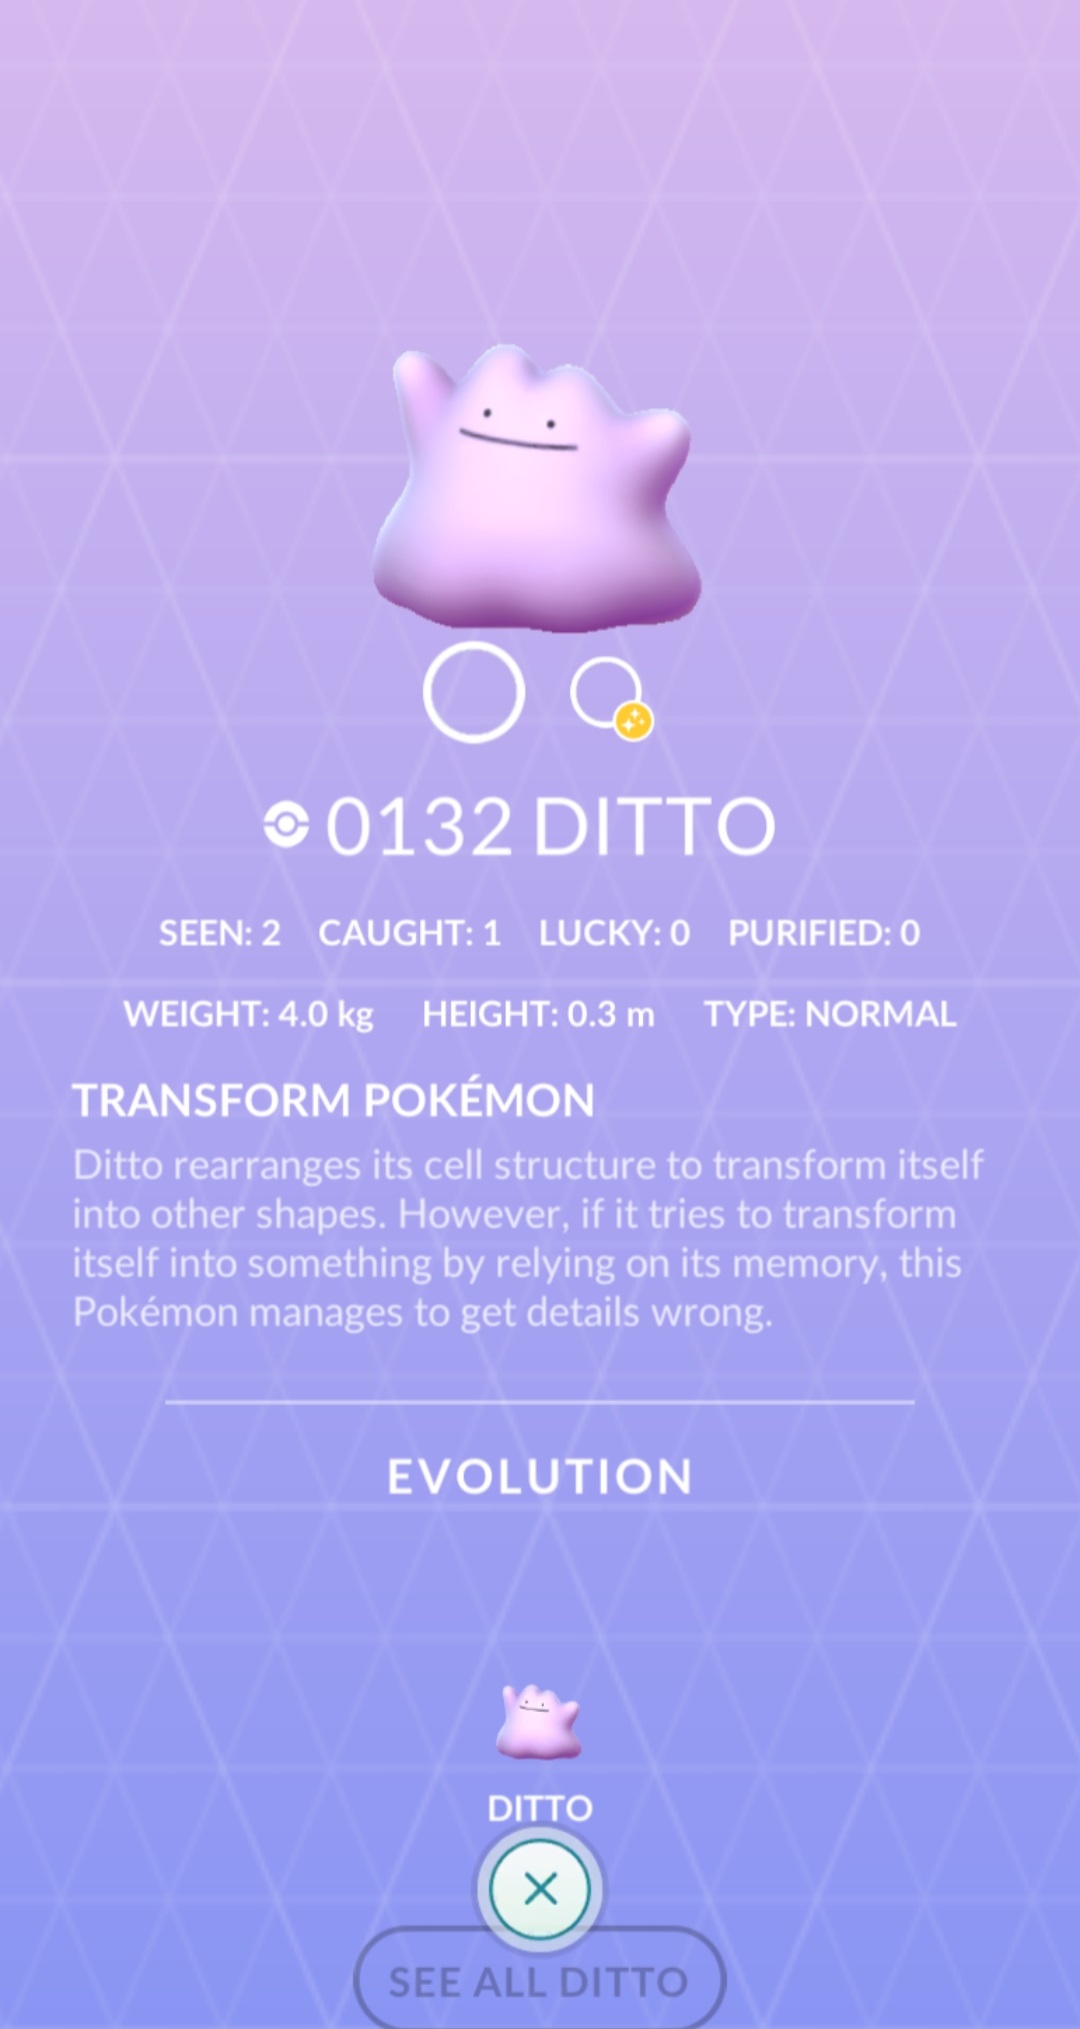 0132 DITTO
SEEN: 2 CAUGHT: 1 LUCKY: 0 PURIFIED: 0
WEIGHT: 4.0 kg HEIGHT: 0.3 m TYPE: NORMAL
TRANSFORM POKÉMON
Ditto rearranges its cell structure to transform itself
into other shapes. However, if it tries to transform
itself into something by relying on its memory, this
Pokémon manages to get details wrong.
EVOLUTION
DITTO
SEE ALL DITTO